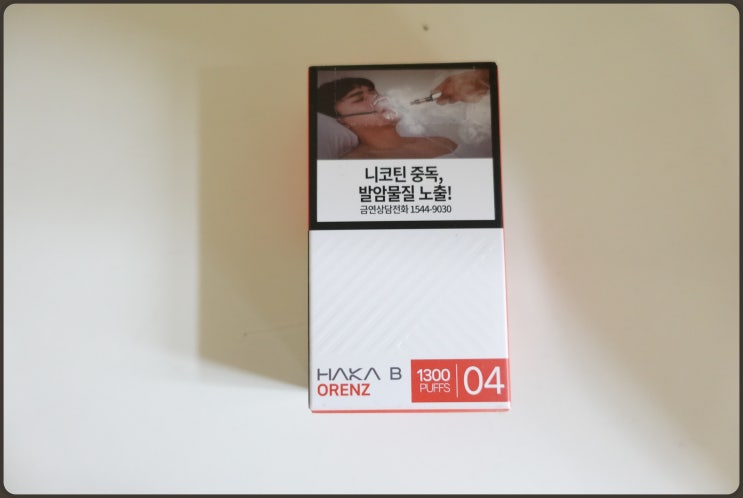 니코틴 중독,
발암물질 노출!
금연상담전화 1544-9030
HAKA B
ORENZ
1300
PUFFS
04